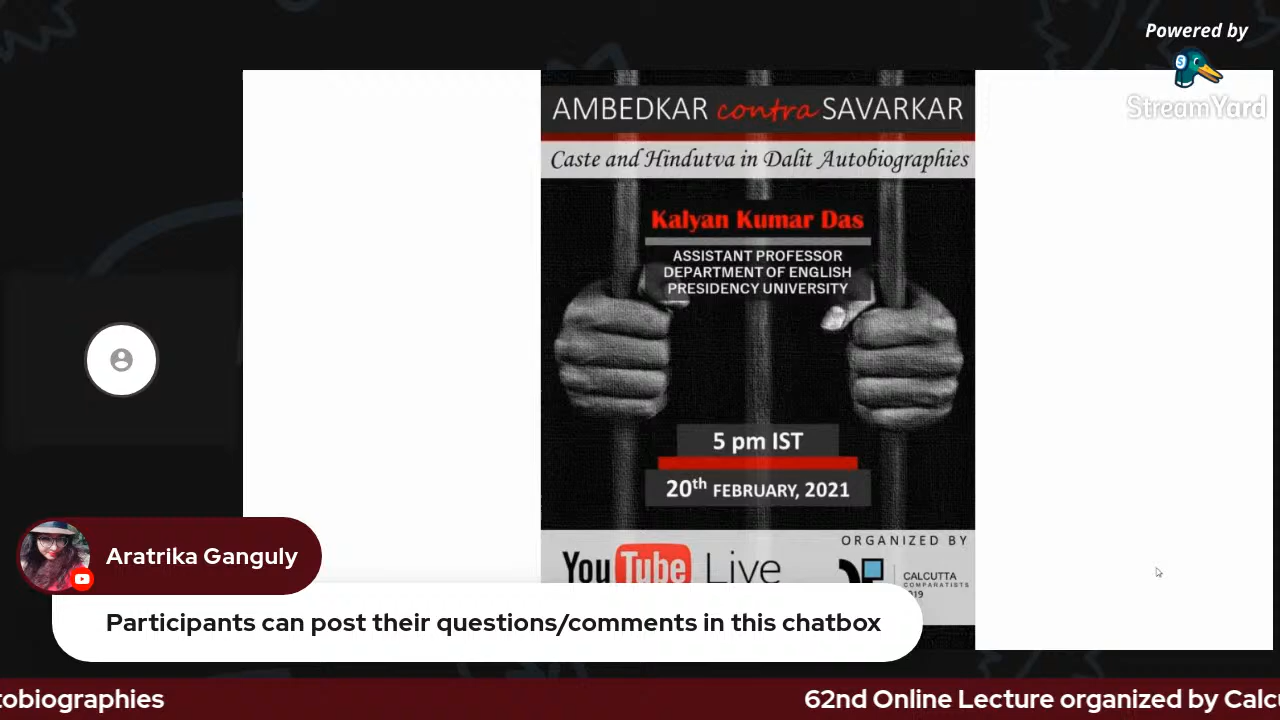 Powered by
StreamYard
AMBEDKAR contra SAVARKAR
Caste and Hindutva in Dalit Autobiographies
Kalyan Kumar Das
ASSISTANT PROFESSOR
DEPARTMENT OF ENGLISH
PRESIDENCY UNIVERSITY
5 pm IST
20th FEBRUARY, 2021
ORGANIZED BY
YouTube Live
CALCUTTA
COMPARATISTS
Aratrika Ganguly
Participants can post their questions/comments in this chatbox
tobiographies
62nd Online Lecture organized by Calc